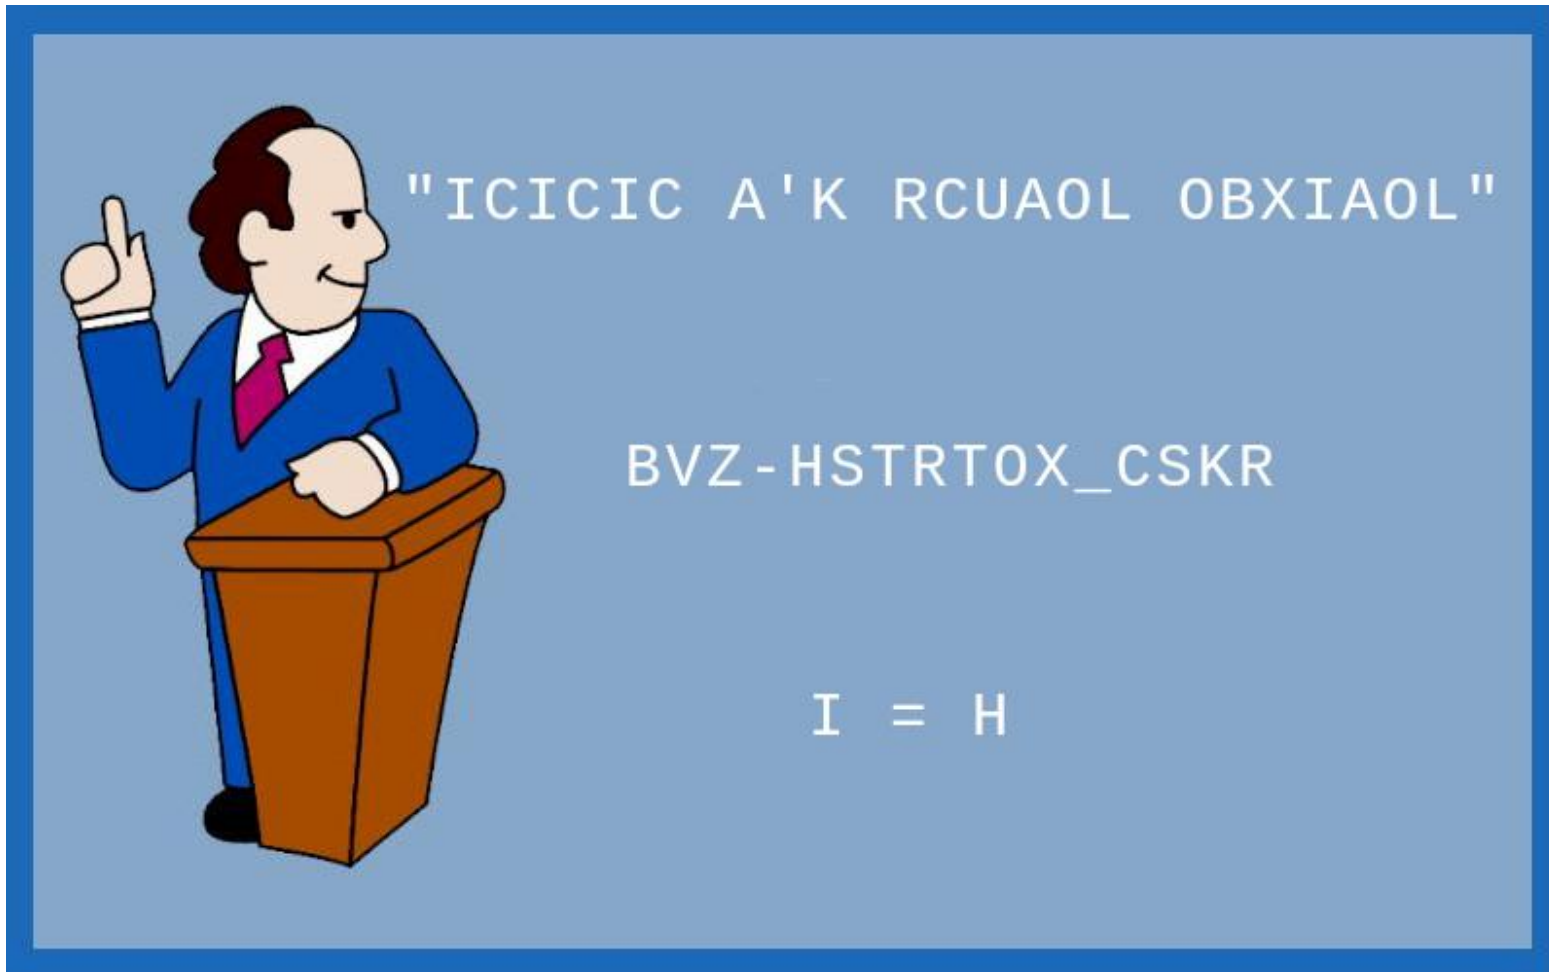 "ICICIC A'K RCUAOL OBXIAOL"
BVZ-HSTRTOX_CSKR
I = H